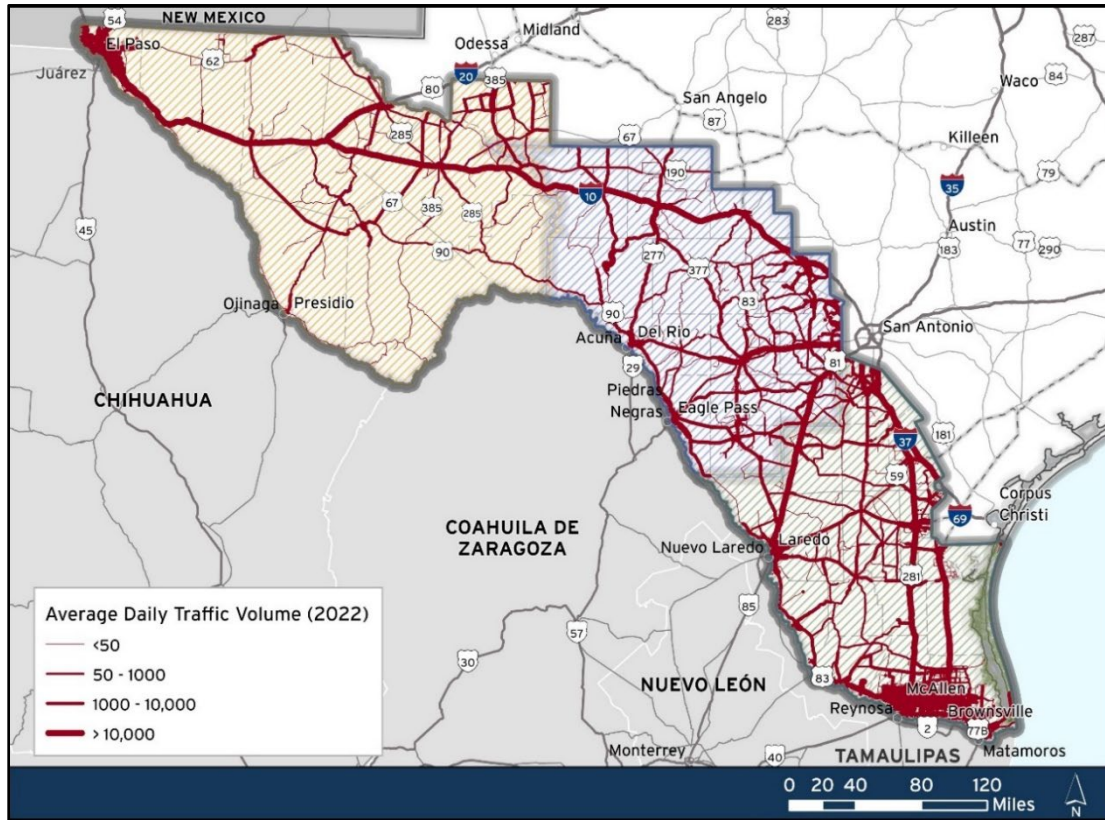 NEW MEXICO
54
El Paso
Juárez
62
Odessa
Midland
283
287
80
20
385
84
Waco
San Angelo
87
67
Killeen
285
190
79
10
35
Austin
67
385
285
183
77
290
45
90
277
377
83
Ojinaga
Presidio
90
San Antonio
Acuña
Del Rio
29
81
CHIHUAHUA
Piedras
Negras
Eagle Pass
181
37
59
Corpus
Christi
69
COAHUILA DE
ZARAGOZA
Nuevo Laredo
Laredo
281
85
57
30
83
NUEVO LEÓN
McAllen
Reynosa
Brownsville
2
77B
Monterrey
40
TAMAULIPAS
Matamoros
Average Daily Traffic Volume (2022)
<50
50 - 1000
1000 - 10,000
> 10,000
0 20 40 80 120
Miles
N